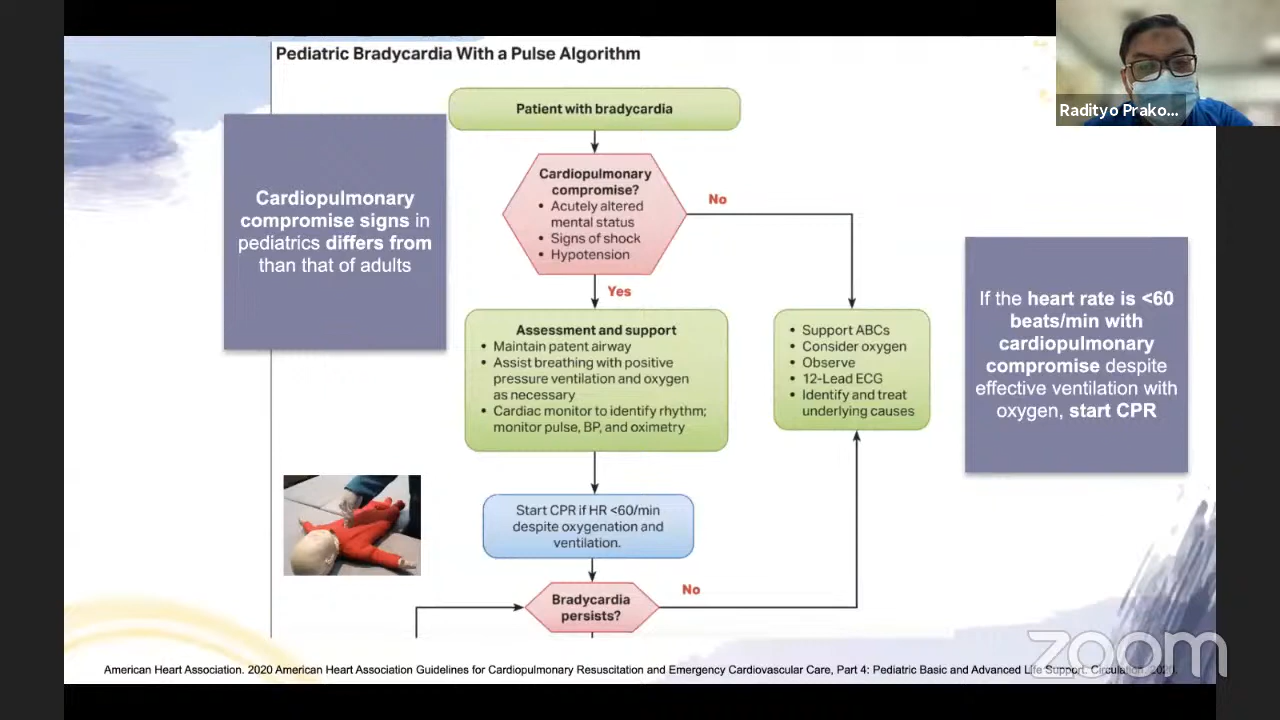 Pediatric Bradycardia With a Pulse Algorithm
Radityo Prako...
Patient with bradycardia
Cardiopulmonary
compromise signs in
pediatrics differs from
than that of adults
Cardiopulmonary
compromise?
• Acutely altered
mental status
• Signs of shock
• Hypotension
No
Yes
Assessment and support
• Maintain patent airway
• Assist breathing with positive
pressure ventilation and oxygen
as necessary
• Cardiac monitor to identify rhythm;
monitor pulse, BP, and oximetry
• Support ABCs
• Consider oxygen
• Observe
• 12-Lead ECG
• Identify and treat
underlying causes
If the heart rate is <60
beats/min with
cardiopulmonary
compromise despite
effective ventilation with
oxygen, start CPR
Start CPR if HR <60/min
despite oxygenation and
ventilation.
Bradycardia
persists?
No
zoom
American Heart Association. 2020 American Heart Association Guidelines for Cardiopulmonary Resuscitation and Emergency Cardiovascular Care, Part 4: Pediatric Basic and Advanced Life Support. Circulation. 2020.